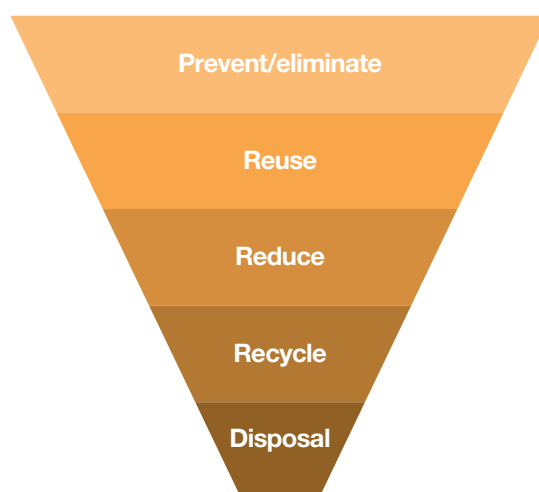 Prevent/eliminate
Reuse
Reduce
Recycle
Disposal